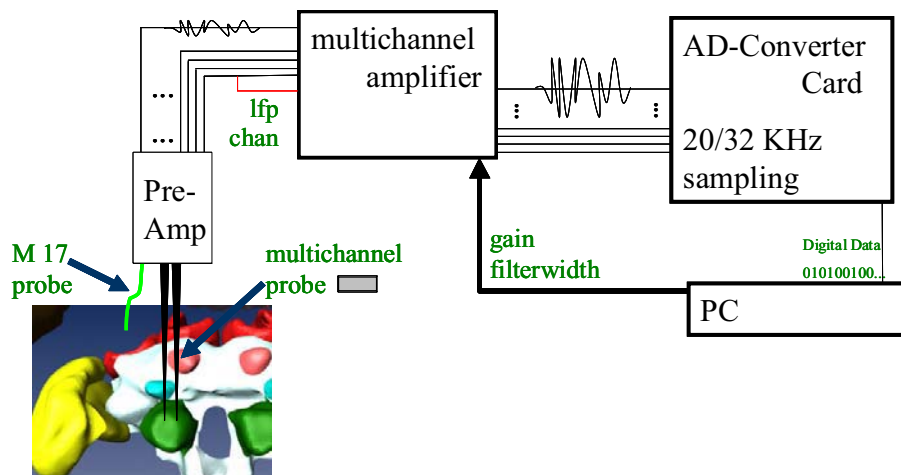 multichannel
amplifier
AD-Converter
Card
20/32 KHz
sampling
...
...
...
...
lfp
chan
Pre-
Amp
M 17
probe
multichannel
probe
gain
filterwidth
Digital Data
010100100...
PC